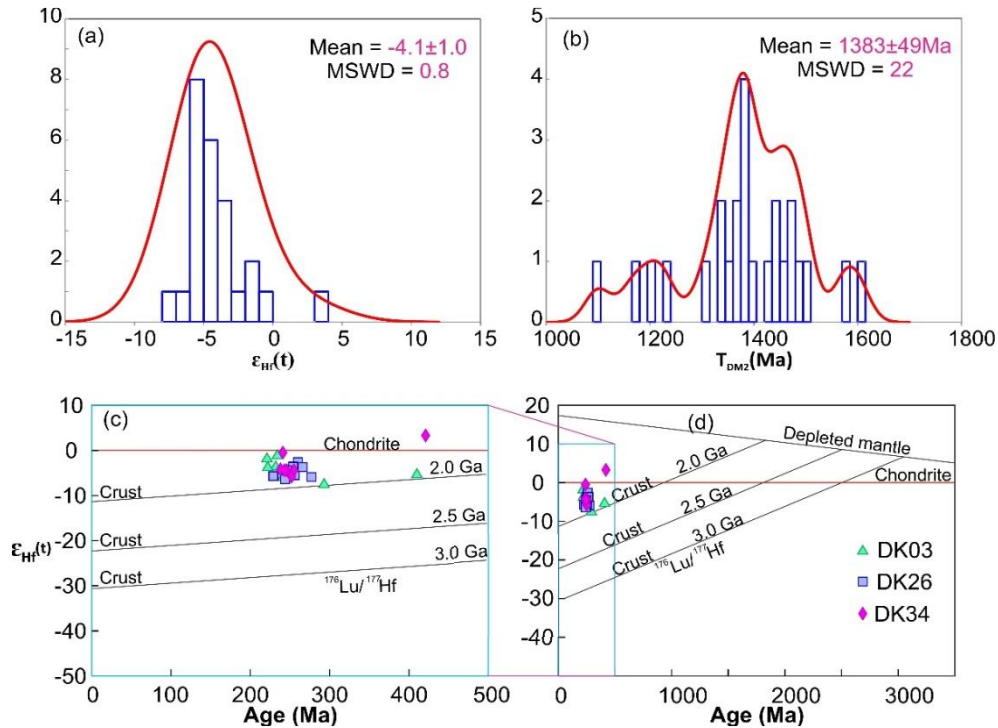 (a)
Mean = -4.1±1.0
MSWD = 0.8
10
8
6
4
2
0
-15
-10
-5
0
5
10
15
εHf(t)
(b)
Mean = 1383±49Ma
MSWD = 22
5
4
3
2
1
0
1000
1200
1400
1600
1800
TDM2(Ma)
(c)
10
0
-10
-20
-30
-40
-50
εHf(t)
Chondrite
Crust
2.0 Ga
Crust
2.5 Ga
Crust
3.0 Ga
176Lu/177Hf
0
100
200
300
400
500
Age (Ma)
(d)
20
10
0
-10
-20
-30
-40
Depleted mantle
Chondrite
Crust 2.0 Ga
Crust 2.5 Ga
Crust 3.0 Ga
176Lu/177Hf
DK03
DK26
DK34
0
1000
2000
3000
Age (Ma)